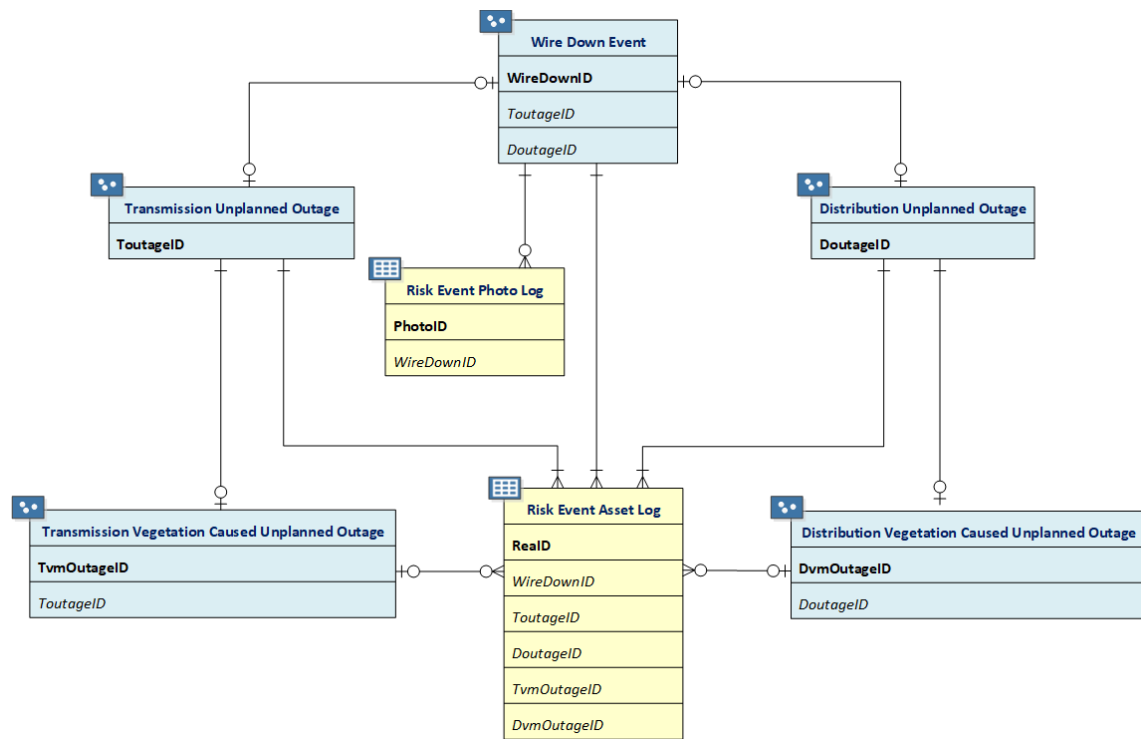 Wire Down Event
WireDownID
ToutageID
DoutageID
Transmission Unplanned Outage
ToutageID
Distribution Unplanned Outage
DoutageID
Risk Event Photo Log
PhotoID
WireDownID
Transmission Vegetation Caused Unplanned Outage
TvmOutageID
ToutageID
Risk Event Asset Log
RealD
WireDownID
ToutageID
DoutageID
TvmOutageID
DvmOutageID
Distribution Vegetation Caused Unplanned Outage
DvmOutageID
DoutageID